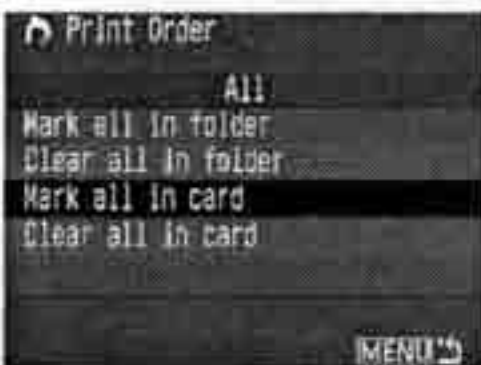 Print Order
All
Mark all in folder
Clear all in folder
Mark all in card
Clear all in card
MENU